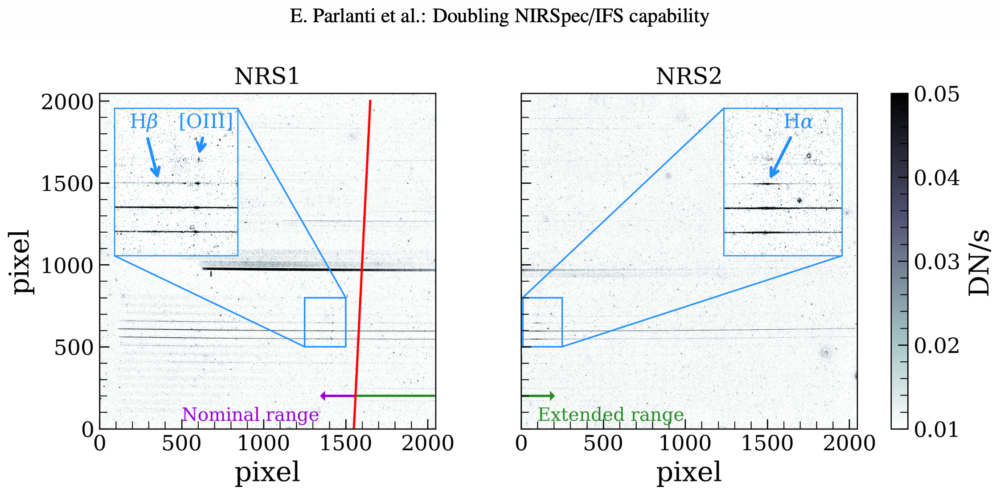 E. Parlanti et al.: Doubling NIRSpec/IFS capability
NRS1
NRS2
2000
1500
1000
500
0
pixel
Hβ [OIII]
Nominal range
0 500 1000 1500 2000
pixel
Hα
Extended range
0 500 1000 1500 2000
pixel
0.05
0.04
0.03
0.02
0.01
DN/s